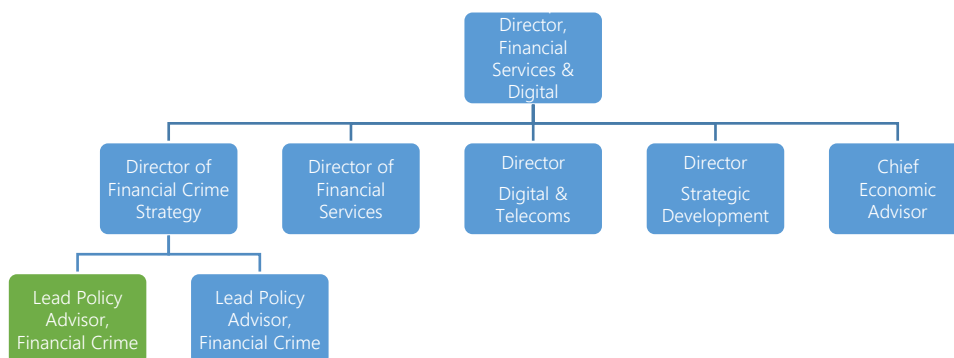 Director,
Financial
Services &
Digital
Director of
Financial Crime
Strategy
Director of
Financial
Services
Director
Digital &
Telecoms
Director
Strategic
Development
Chief
Economic
Advisor
Lead Policy
Advisor,
Financial Crime
Lead Policy
Advisor,
Financial Crime